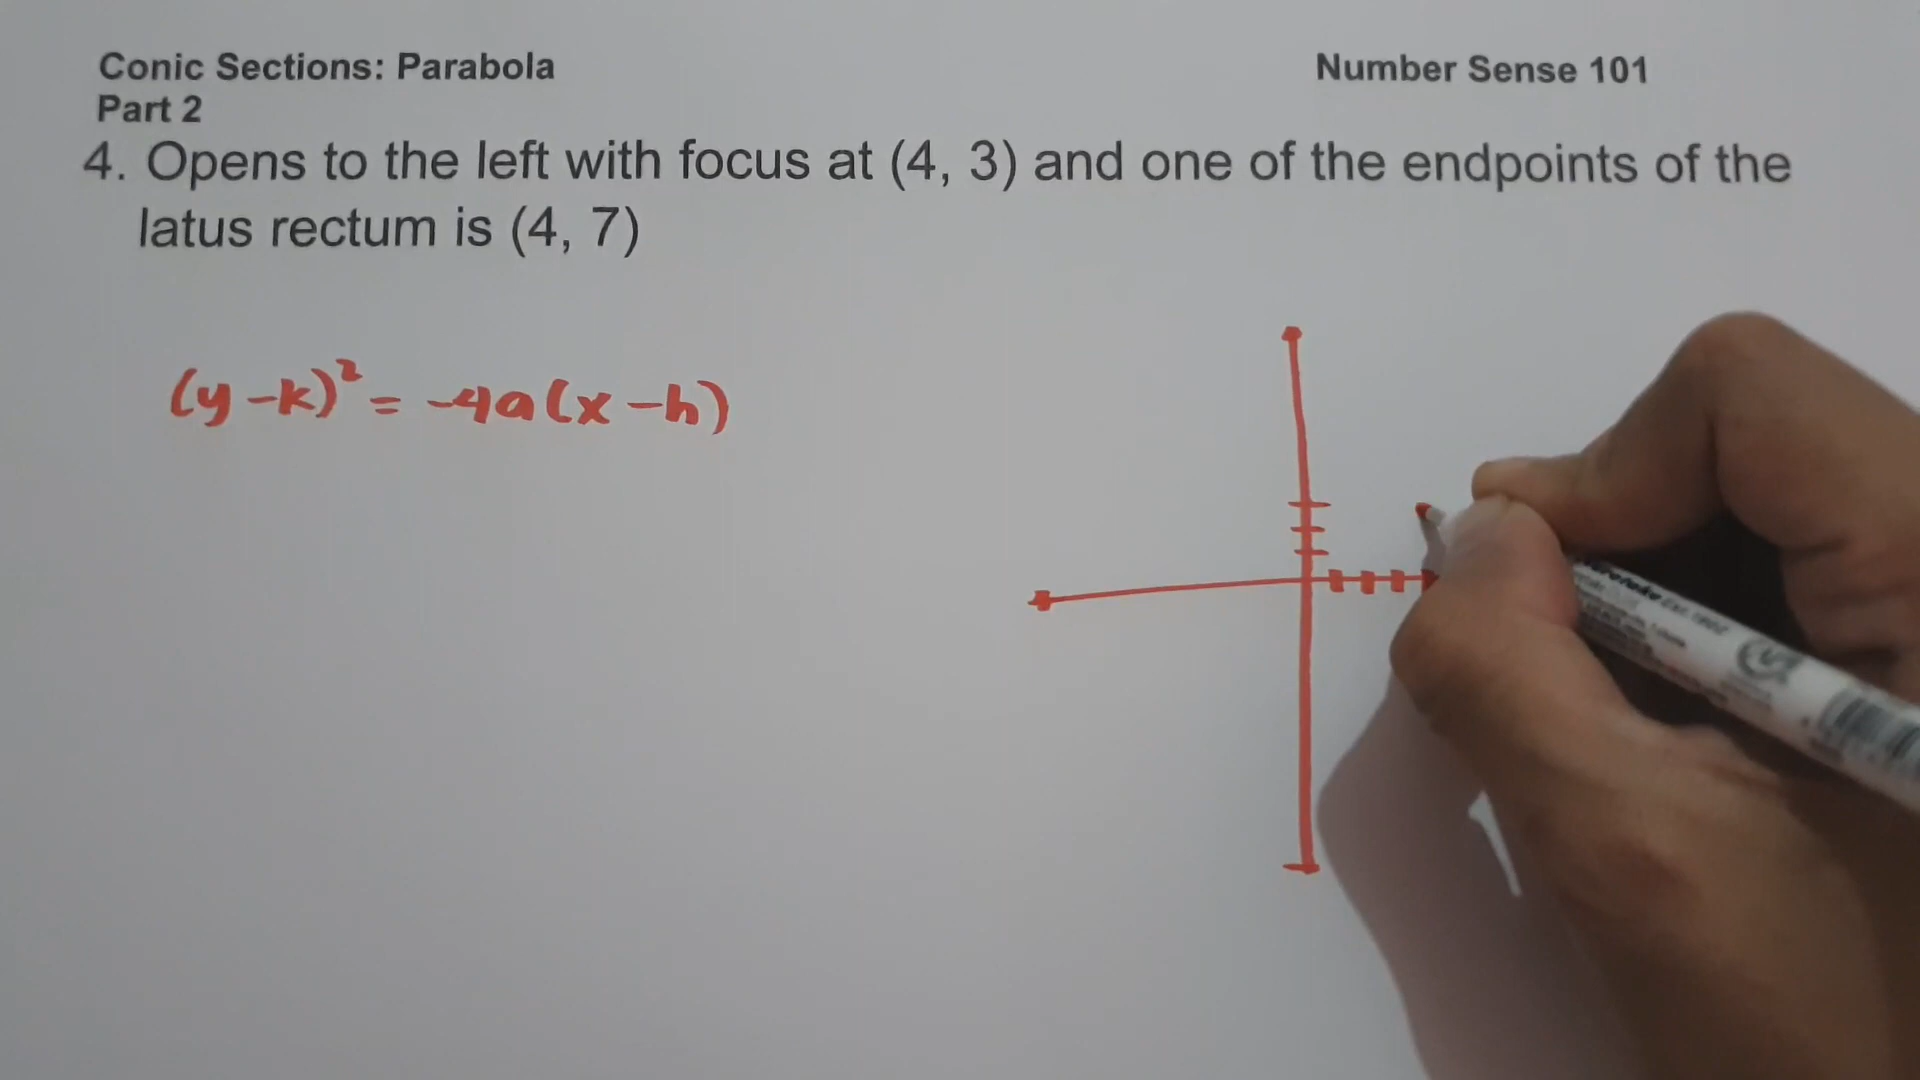 Conic Sections: Parabola
Number Sense 101
Part 2
4. Opens to the left with focus at (4, 3) and one of the endpoints of the
latus rectum is (4, 7)
(y-k)² = -4a(x-h)